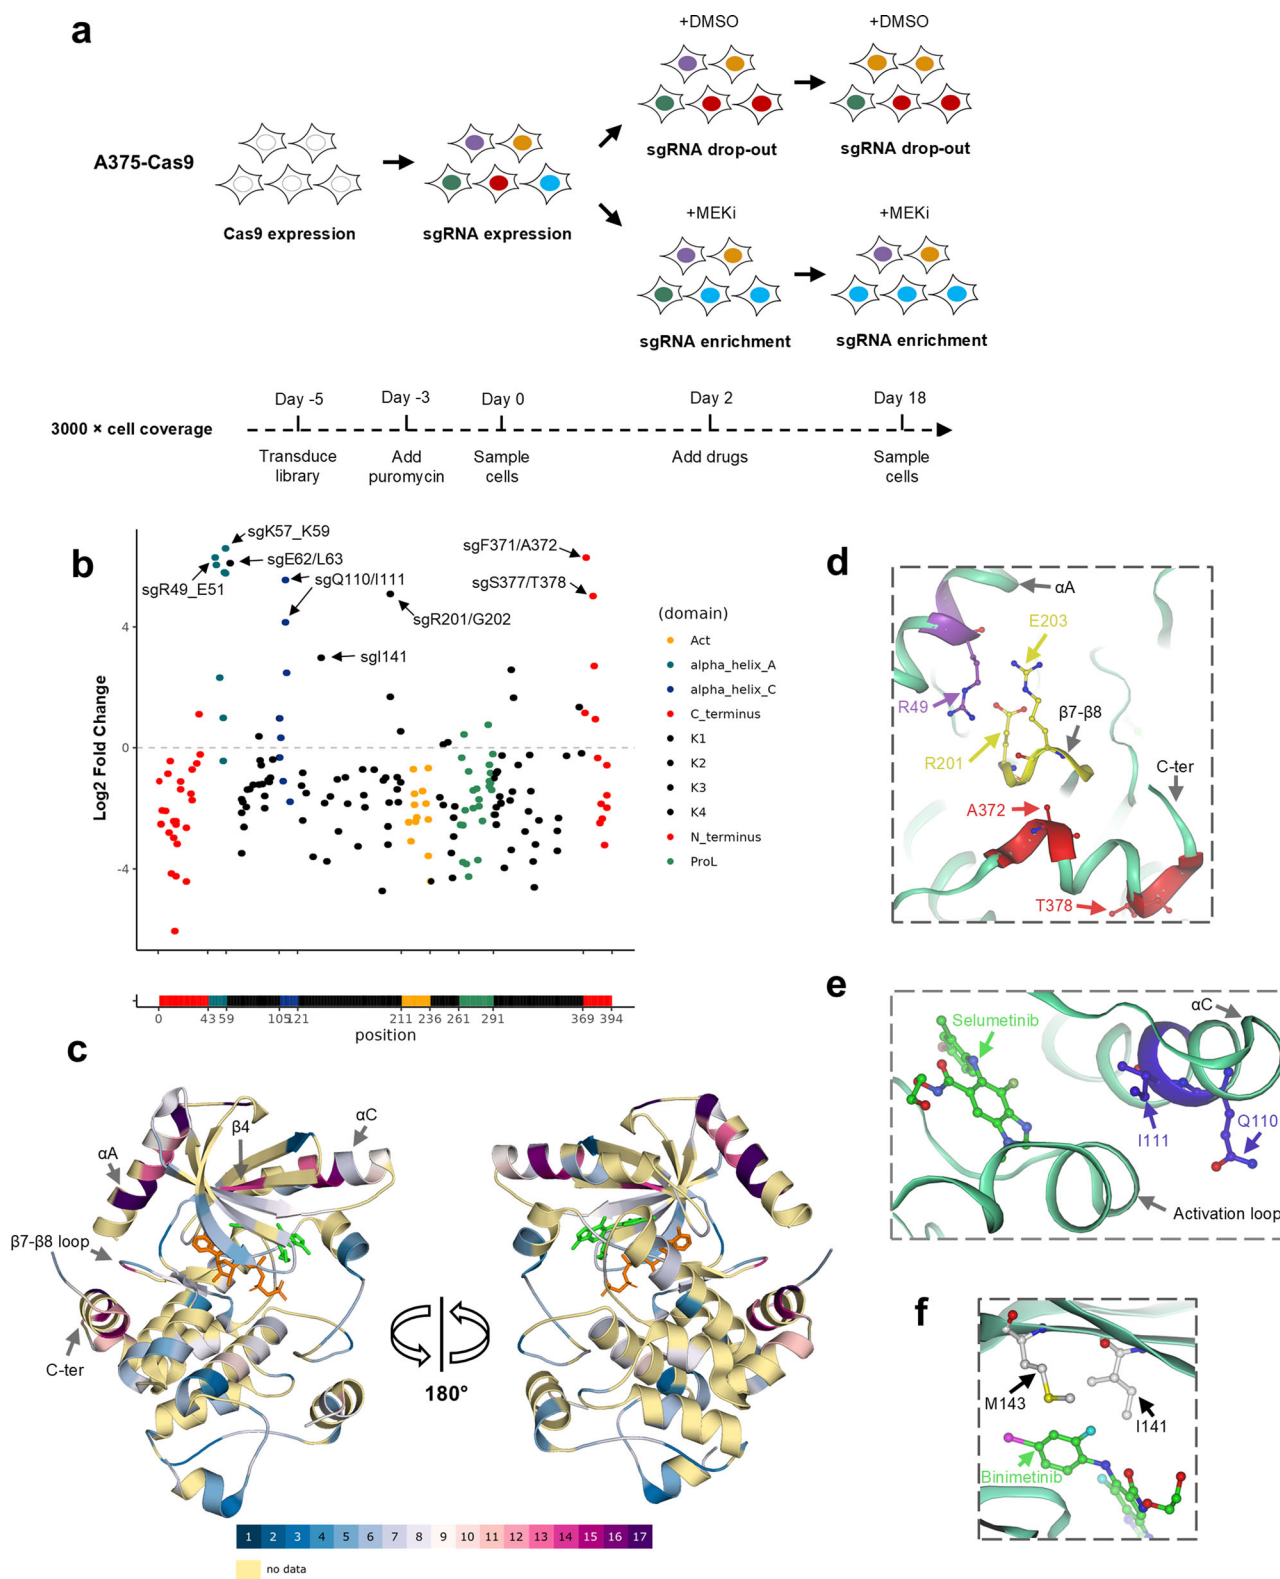 a
+DMSO
+DMSO
A375-Cas9
sgRNA drop-out
sgRNA drop-out
+MEKi
+MEKi
Cas9 expression
sgRNA expression
sgRNA enrichment
sgRNA enrichment
3000 × cell coverage
Day -5
Day -3
Day 0
Day 2
Day 18
Transduce
library
Add
puromycin
Sample
cells
Add drugs
Sample
cells
b
sgK57_K59
sgE62/L63
sgR49_E51
sgQ110/I111
sgR201/G202
sgI141
sgF371/A372
sgS377/T378
Log2 Fold Change
4
0
-4
(domain)
Act
alpha_helix_A
alpha_helix_C
C_terminus
K1
K2
K3
K4
N_terminus
ProL
0
43
59
105
121
211
236
261
291
369
394
position
c
αA
β4
αC
β7-β8 loop
C-ter
180°
1 2 3 4 5 6 7 8 9 10 11 12 13 14 15 16 17
no data
d
αA
E203
R49
β7-β8
R201
C-ter
A372
T378
e
αC
Selumetinib
Q110
I111
Activation loop
f
M143
I141
Binimetinib